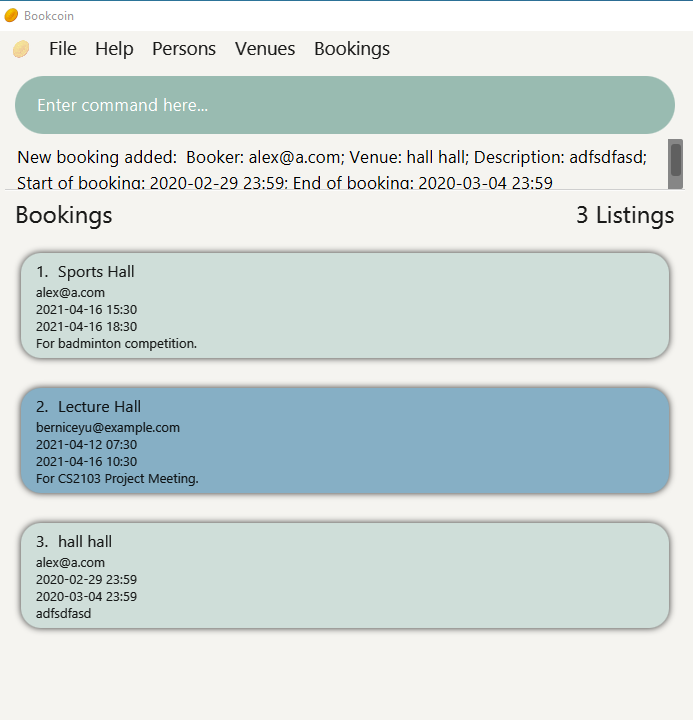 Bookcoin
File Help Persons Venues Bookings
Enter command here...
New booking added: Booker: alex@a.com; Venue: hall hall; Description: adfsdfasd;
Start of booking: 2020-02-29 23:59; End of booking: 2020-03-04 23:59
Bookings 3 Listings
1. Sports Hall
alex@a.com
2021-04-16 15:30
2021-04-16 18:30
For badminton competition.
2. Lecture Hall
berniceyu@example.com
2021-04-12 07:30
2021-04-16 10:30
For CS2103 Project Meeting.
3. hall hall
alex@a.com
2020-02-29 23:59
2020-03-04 23:59
adfsdfasd